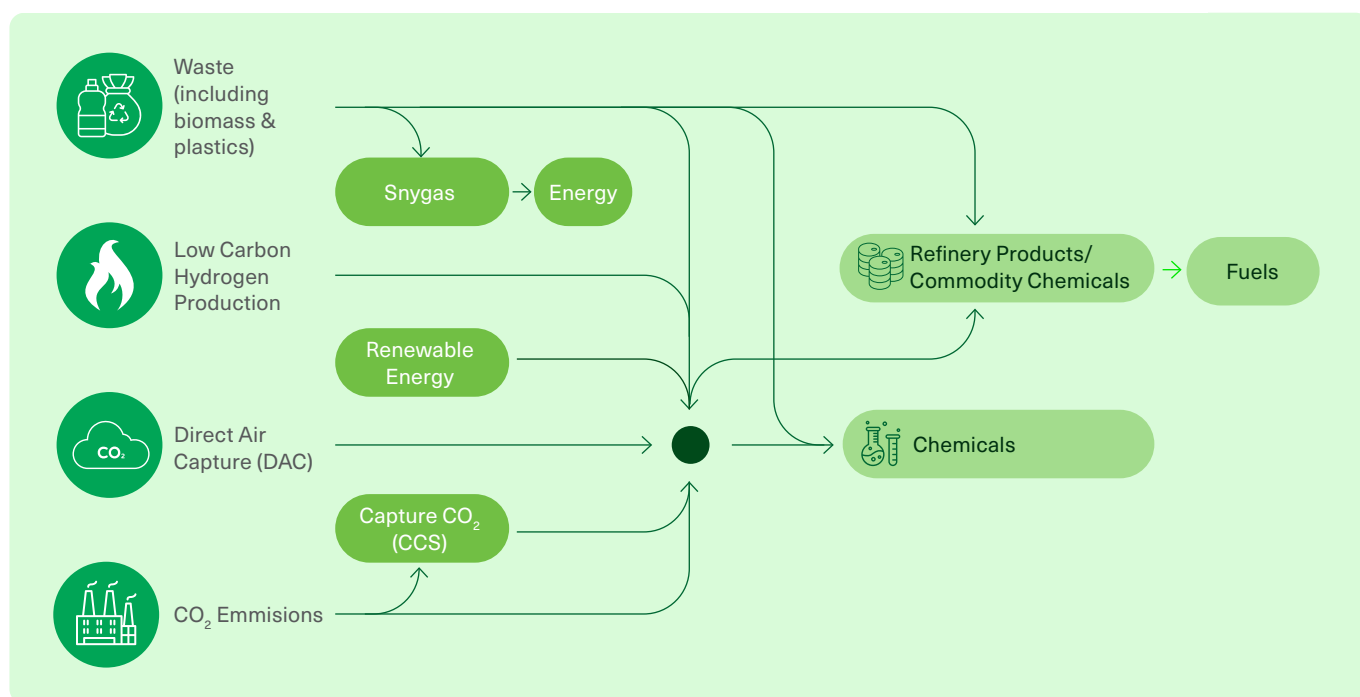 Waste
(including
biomass &
plastics)
Snygas
Energy
Low Carbon
Hydrogen
Production
Refinery Products/
Commodity Chemicals
Fuels
Renewable
Energy
CO₂
Direct Air
Capture (DAC)
Chemicals
Capture CO₂
(CCS)
CO₂ Emmisions